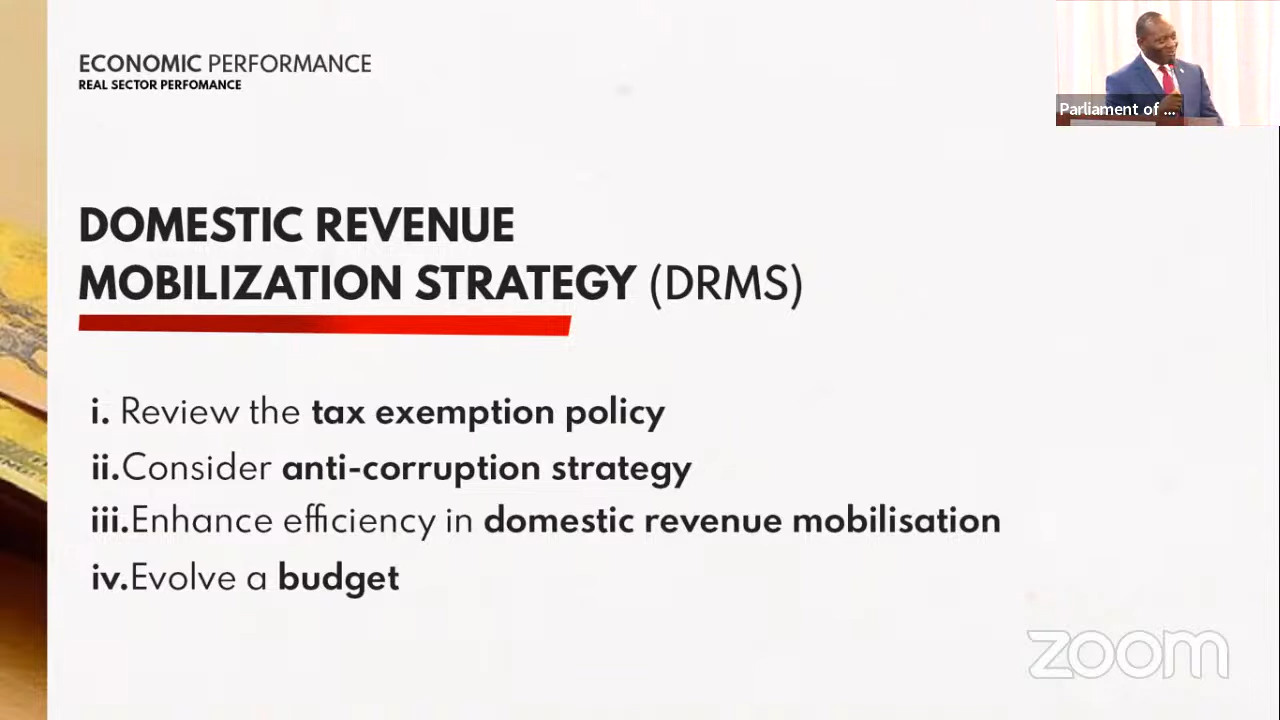 ECONOMIC PERFORMANCE
REAL SECTOR PERFOMANCE
Parliament of ...
DOMESTIC REVENUE
MOBILIZATION STRATEGY (DRMS)
i. Review the tax exemption policy
ii.Consider anti-corruption strategy
iii.Enhance efficiency in domestic revenue mobilisation
iv.Evolve a budget
zoom